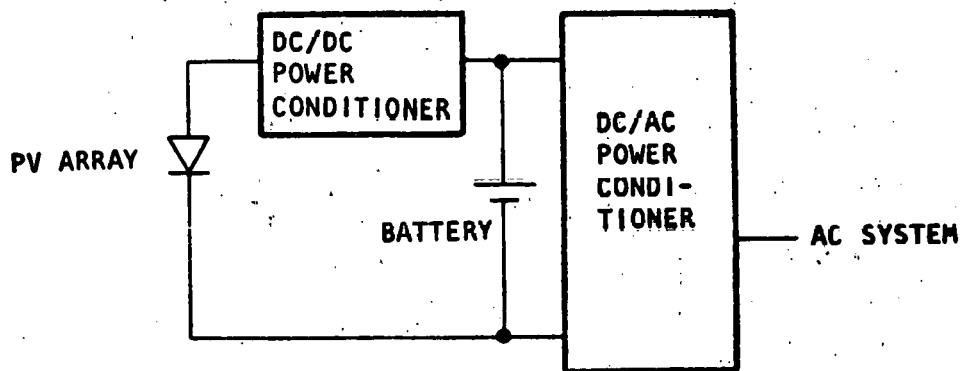 DC/DC
POWER
CONDITIONER
PV ARRAY
BATTERY
DC/AC
POWER
CONDI-
TIONER
AC SYSTEM